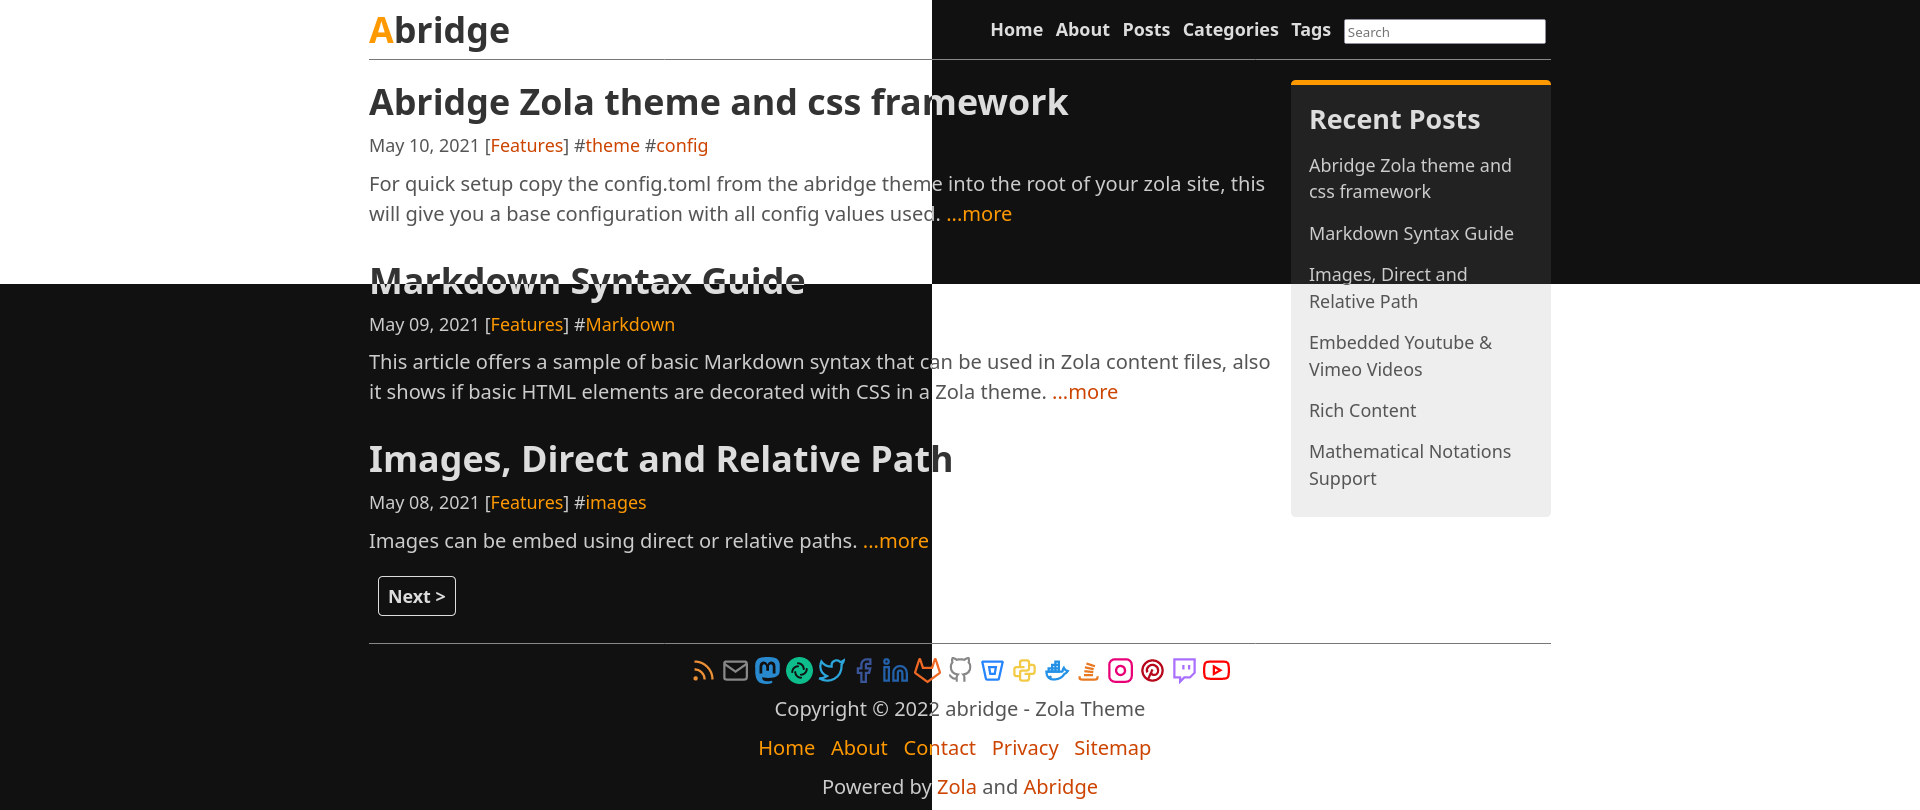 Abridge
Home About Posts Categories Tags Search
Abridge Zola theme and css framework
May 10, 2021 [Features] #theme #config
For quick setup copy the config.toml from the abridge theme into the root of your zola site, this
will give you a base configuration with all config values used. ...more
Markdown Syntax Guide
May 09, 2021 [Features] #Markdown
This article offers a sample of basic Markdown syntax that can be used in Zola content files, also
it shows if basic HTML elements are decorated with CSS in a Zola theme. ...more
Images, Direct and Relative Path
May 08, 2021 [Features] #images
Images can be embed using direct or relative paths. ...more
Next >
Recent Posts
Abridge Zola theme and
css framework
Markdown Syntax Guide
Images, Direct and
Relative Path
Embedded Youtube &
Vimeo Videos
Rich Content
Mathematical Notations
Support
Copyright © 2022 abridge - Zola Theme
Home About Contact Privacy Sitemap
Powered by Zola and Abridge